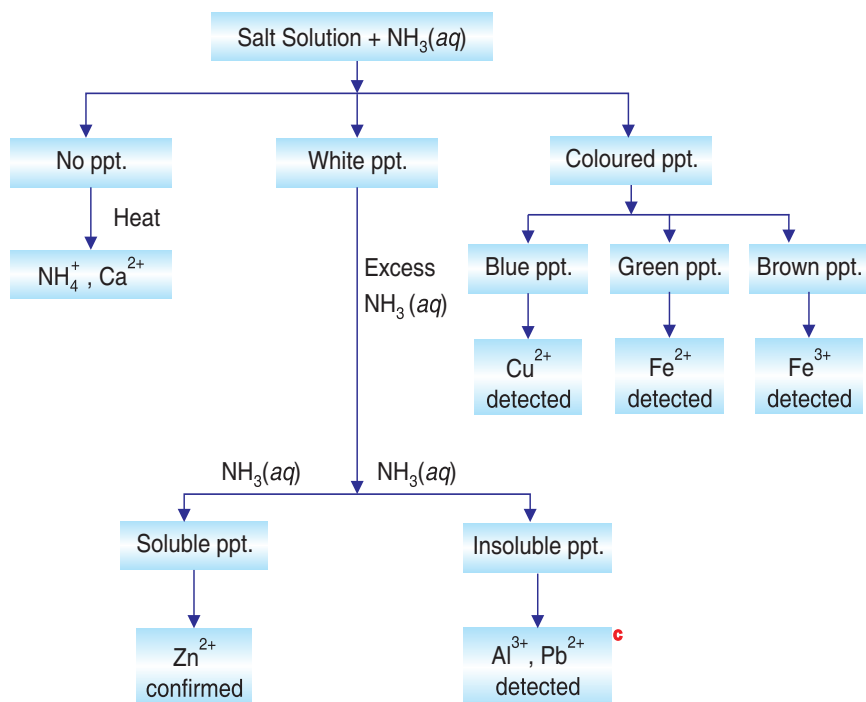 Salt Solution + NH₃(aq)
No ppt.
White ppt.
Coloured ppt.
Heat
NH₄⁺ , Ca²⁺
Excess
NH₃ (aq)
Blue ppt.
Green ppt.
Brown ppt.
Cu²⁺
detected
Fe²⁺
detected
Fe³⁺
detected
NH₃(aq)
NH₃(aq)
Soluble ppt.
Insoluble ppt.
Zn²⁺
confirmed
Al³⁺, Pb²⁺
detected
c